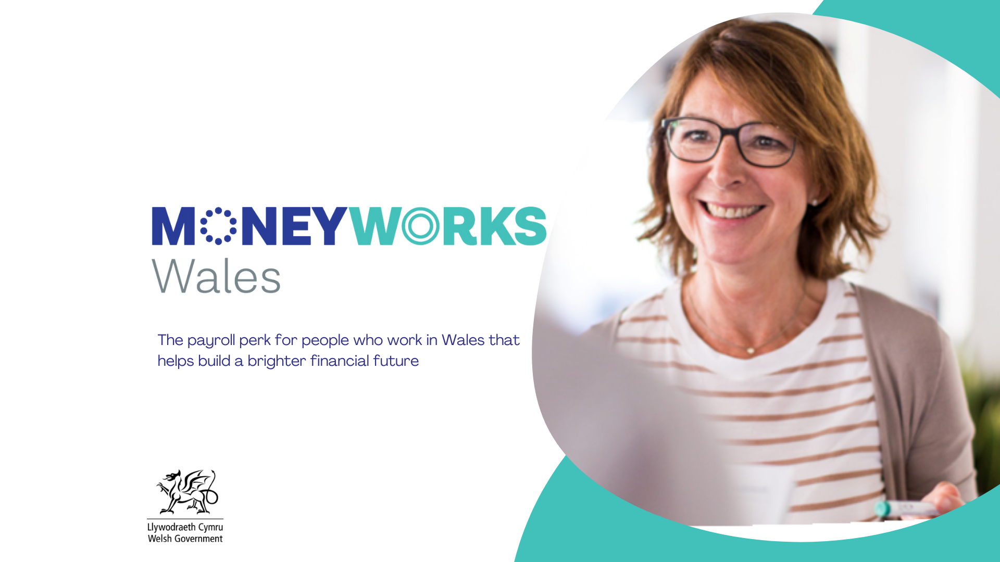 MONEYWORKS
Wales
The payroll perk for people who work in Wales that
helps build a brighter financial future
Llywodraeth Cymru
Welsh Government